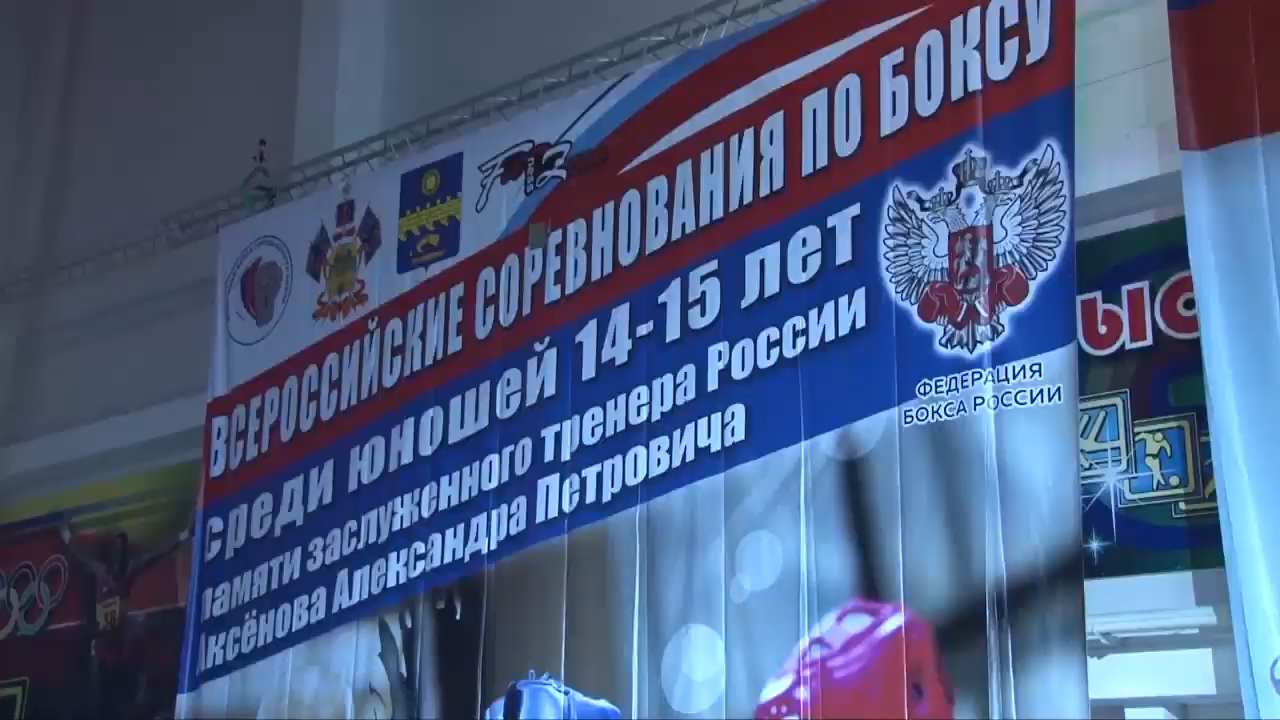 ВСЕРОССИЙСКИЕ СОРЕВНОВАНИЯ ПО БОКСУ
среди юношей 14-15 лет
памяти заслуженного тренера России
Аксёнова Александра Петровича
ФЕДЕРАЦИЯ
БОКСА РОССИИ
ыс